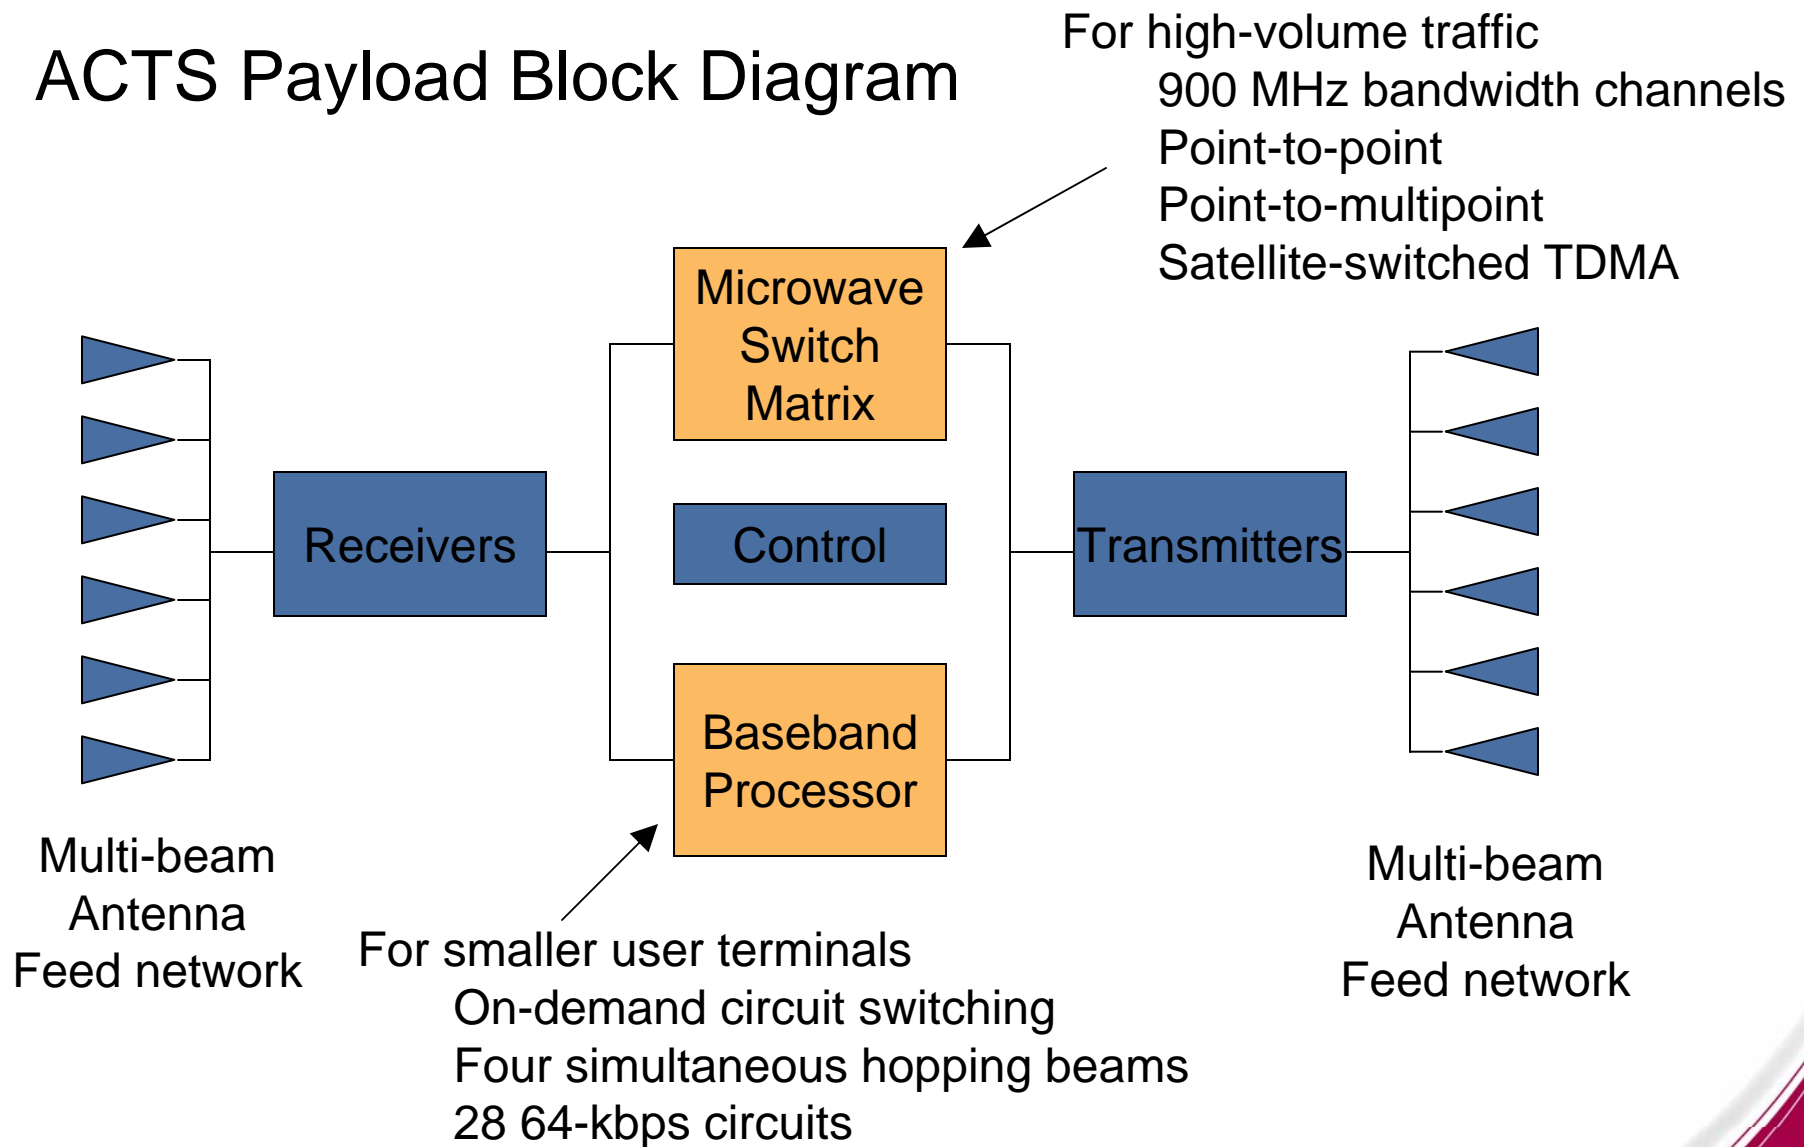 ACTS Payload Block Diagram
For high-volume traffic
900 MHz bandwidth channels
Point-to-point
Point-to-multipoint
Satellite-switched TDMA
Microwave
Switch
Matrix
Receivers
Control
Transmitters
Baseband
Processor
Multi-beam
Antenna
Feed network
For smaller user terminals
On-demand circuit switching
Four simultaneous hopping beams
28 64-kbps circuits
Multi-beam
Antenna
Feed network